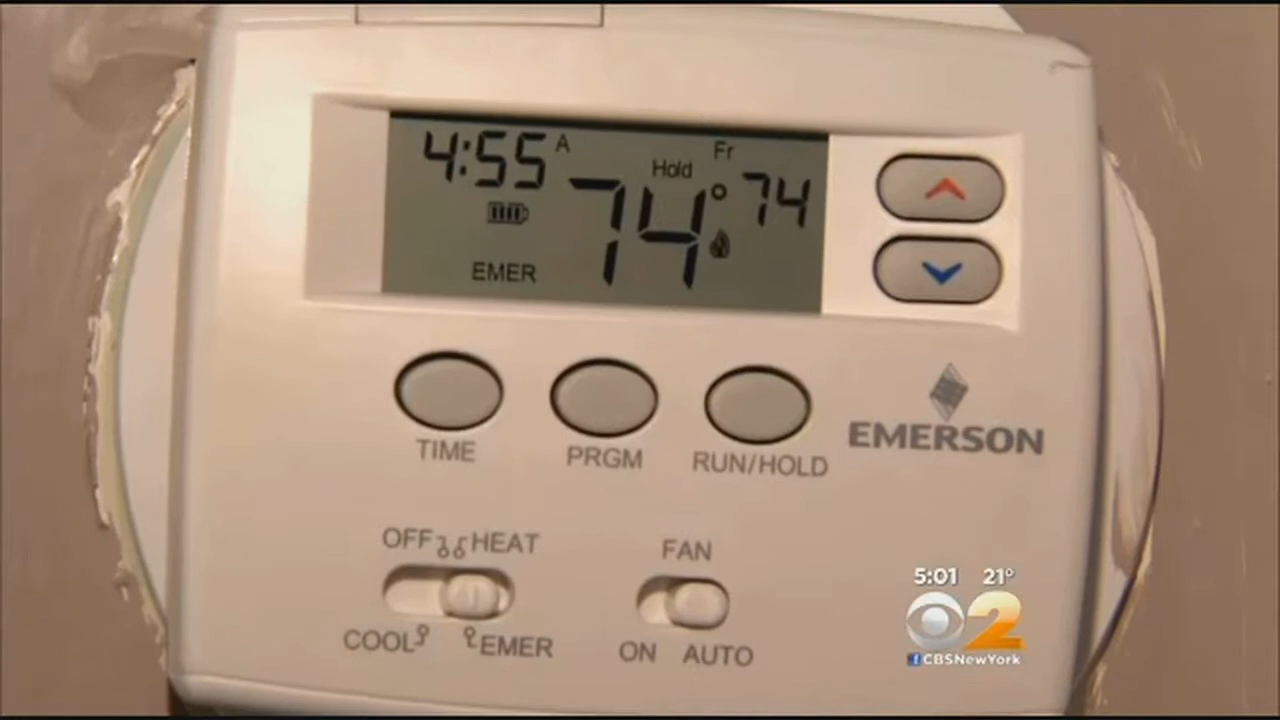 4:55 A
Hold
Fr
74°
74
EMER
TIME
PRGM
RUN/HOLD
EMERSON
OFF
HEAT
COOL
EMER
FAN
ON
AUTO
5:01 21°
2
f CBSNewYork